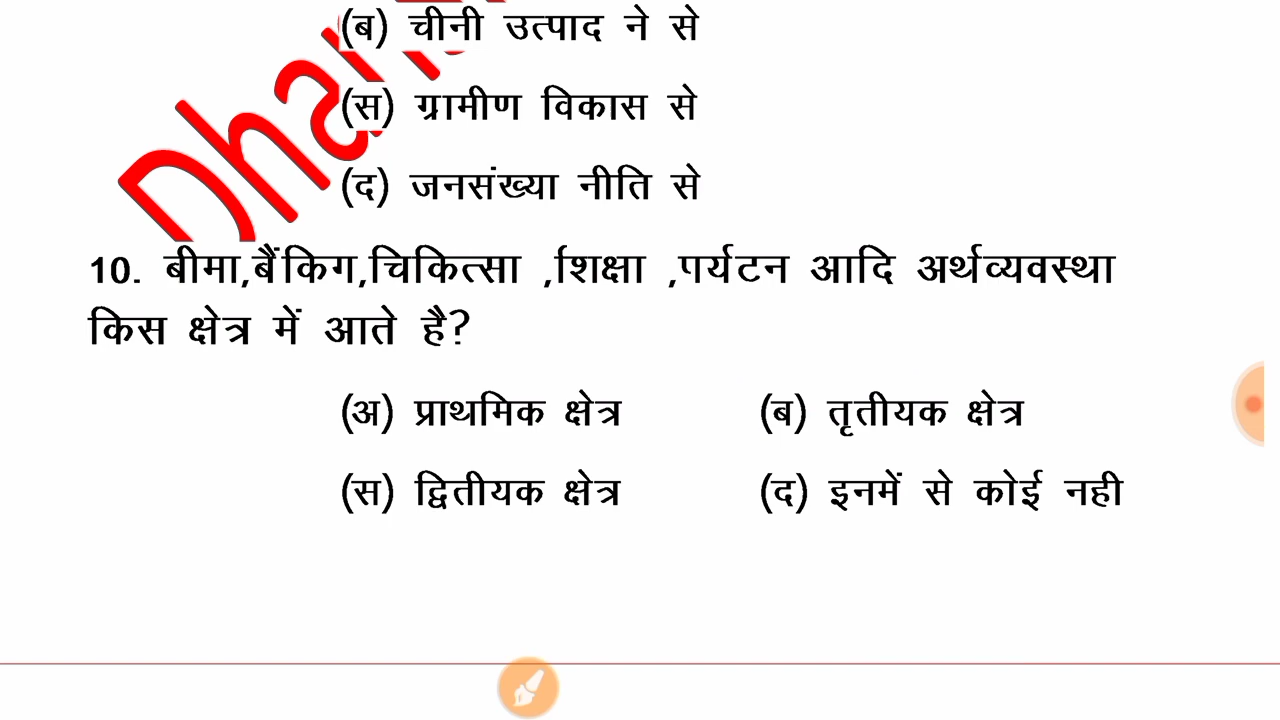 (ब) चीनी उत्पाद ने से
(स) ग्रामीण विकास से
(द) जनसंख्या नीति से
10. बीमा,बैंकिग,चिकित्सा ,शिक्षा ,पर्यटन आदि अर्थव्यवस्था
किस क्षेत्र में आते है?
(अ) प्राथमिक क्षेत्र (ब) तृतीयक क्षेत्र
(स) द्वितीयक क्षेत्र (द) इनमें से कोई नही